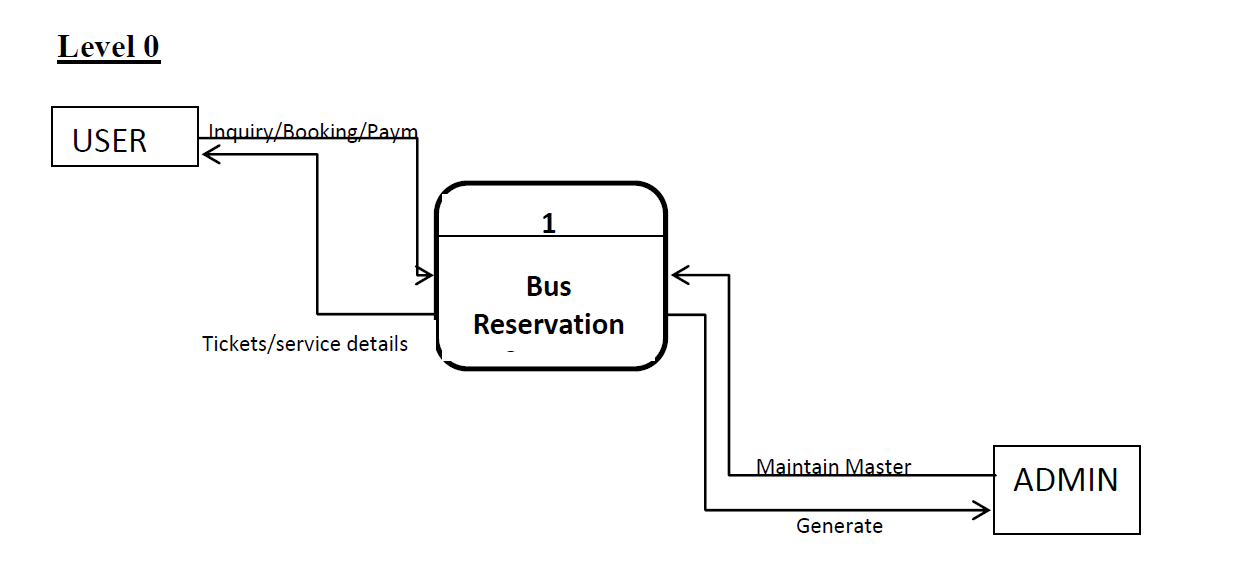 Level 0
USER
Inquiry/Booking/Paym
1
Bus
Reservation
Tickets/service details
Maintain Master
ADMIN
Generate